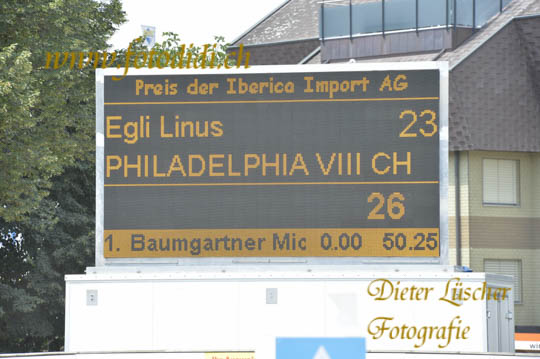 www.fotodidi.ch
Preis der Iberica Import AG
Egli Linus 23
PHILADELPHIA VIII CH
26
1. Baumgartner Mic 0.00 50.25
Dieter Lüscher
Fotografie